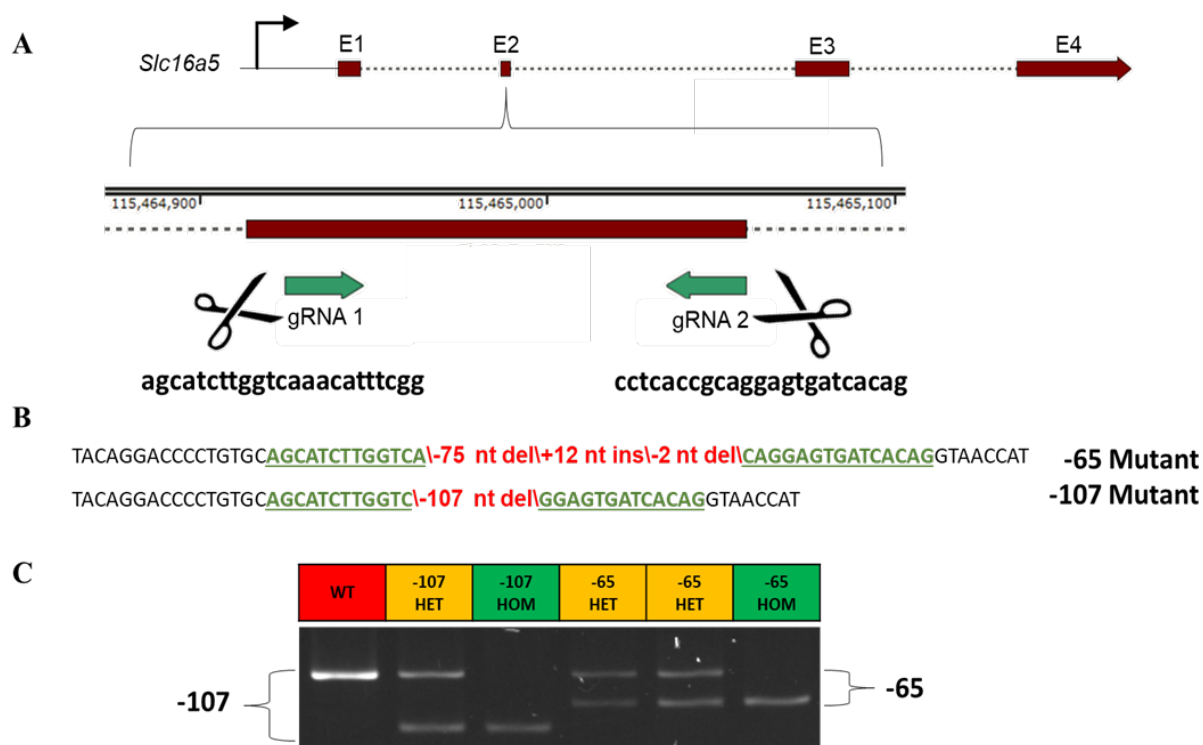 A
Slc16a5
E1
E2
E3
E4
115,464,900
115,465,000
115,465,100
gRNA 1
gRNA 2
agcatcttggtcaaacatttcgg
cctcaccgcaggagtgatcacag
B
TACAGGACCCCTGTGCAGCATCTTGGTCA\-75 nt del\+12 nt ins\-2 nt del\CAGGAGTGATCACAGGTAACCAT -65 Mutant
TACAGGACCCCTGTGCAGCATCTTGGTC\-107 nt del\GGAGTGATCACAGGTAACCAT -107 Mutant
C
WT
-107
HET
-107
HOM
-65
HET
-65
HET
-65
HOM
-107
-65